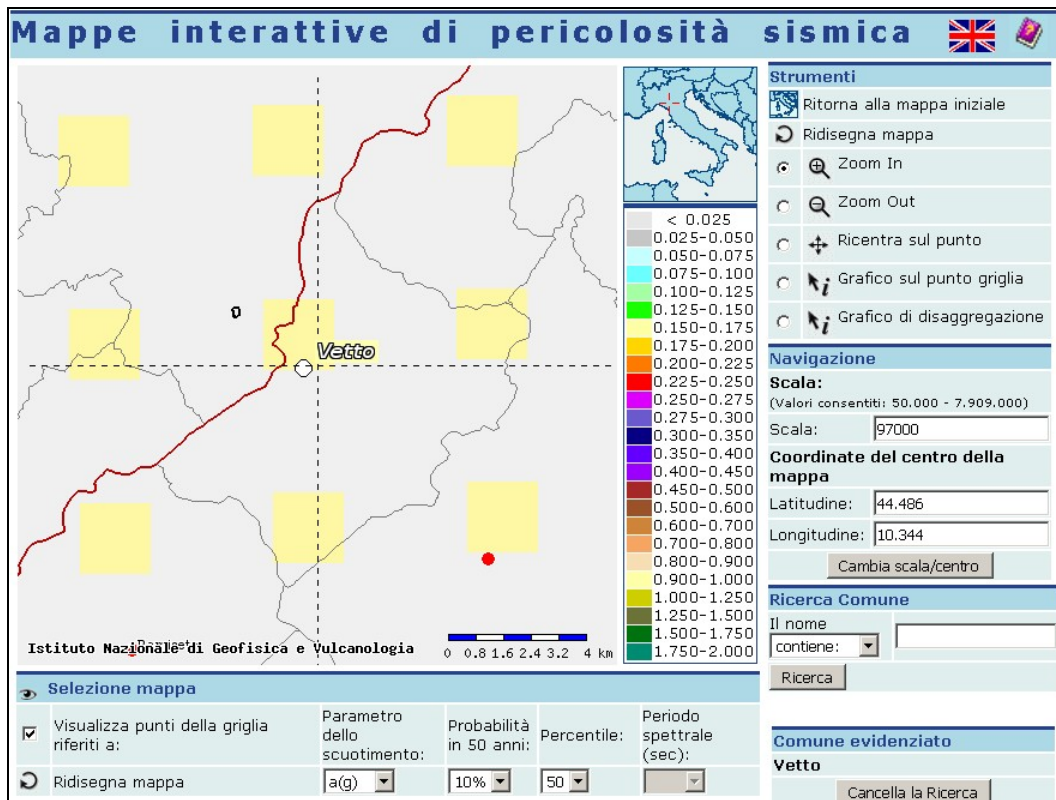 Mappe interattive di pericolosità sismica
Vetto
Istituto Nazionale di Geofisica e Vulcanologia
0 0.8 1.6 2.4 3.2 4 km
< 0.025
0.025-0.050
0.050-0.075
0.075-0.100
0.100-0.125
0.125-0.150
0.150-0.175
0.175-0.200
0.200-0.225
0.225-0.250
0.250-0.275
0.275-0.300
0.300-0.350
0.350-0.400
0.400-0.450
0.450-0.500
0.500-0.600
0.600-0.700
0.700-0.800
0.800-0.900
0.900-1.000
1.000-1.250
1.250-1.500
1.500-1.750
1.750-2.000
Strumenti
Ritorna alla mappa iniziale
Ridisegna mappa
Zoom In
Zoom Out
Ricentra sul punto
Grafico sul punto griglia
Grafico di disaggregazione
Navigazione
Scala:
(Valori consentiti: 50.000 - 7.909.000)
Scala: 97000
Coordinate del centro della
mappa
Latitudine: 44.486
Longitudine: 10.344
Cambia scala/centro
Ricerca Comune
Il nome
contiene:
Ricerca
Comune evidenziato
Vetto
Cancella la Ricerca
Selezione mappa
Visualizza punti della griglia
riferiti a:
Parametro
dello
scuotimento:
Probabilità
in 50 anni:
Percentile:
Periodo
spettrale
(sec):
Ridisegna mappa
a(g) 10% 50